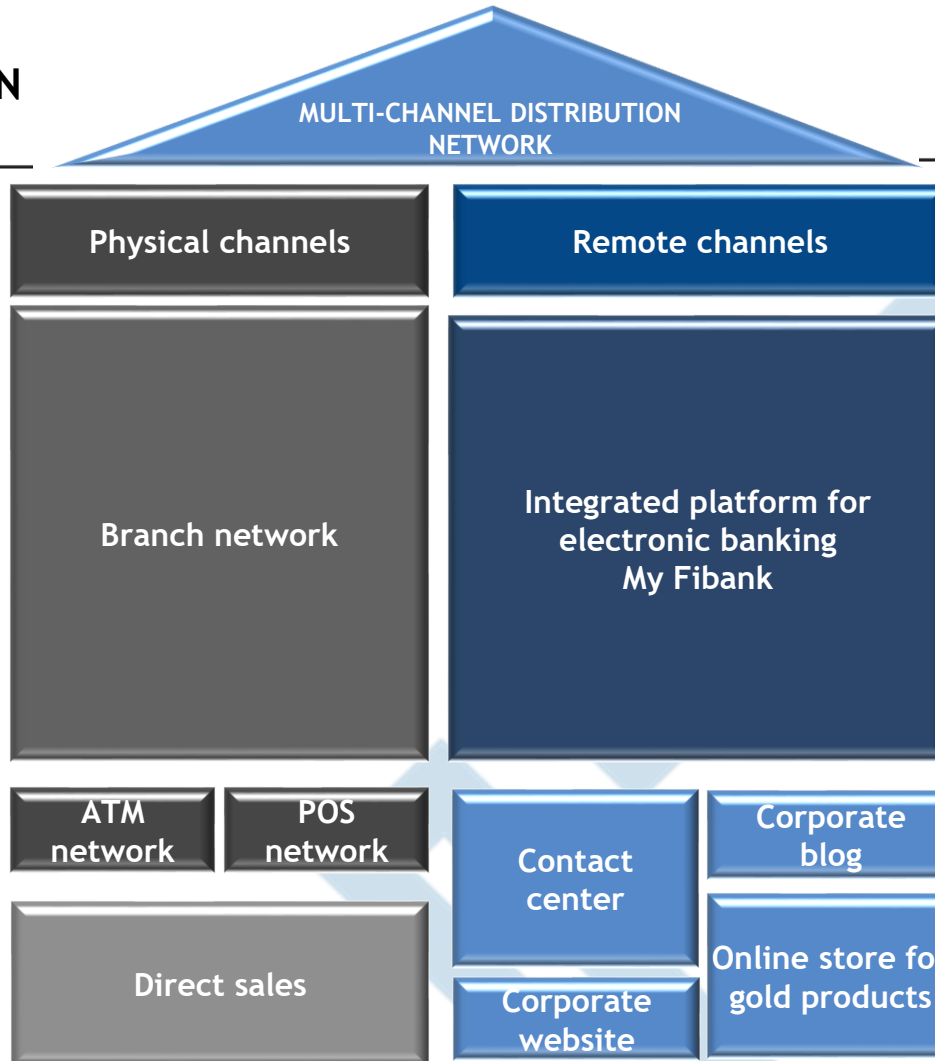 N
MULTI-CHANNEL DISTRIBUTION
NETWORK
Physical channels
Remote channels
Branch network
Integrated platform for
electronic banking
My Fibank
ATM
network
POS
network
Contact
center
Corporate
blog
Direct sales
Corporate
website
Online store fo
gold products